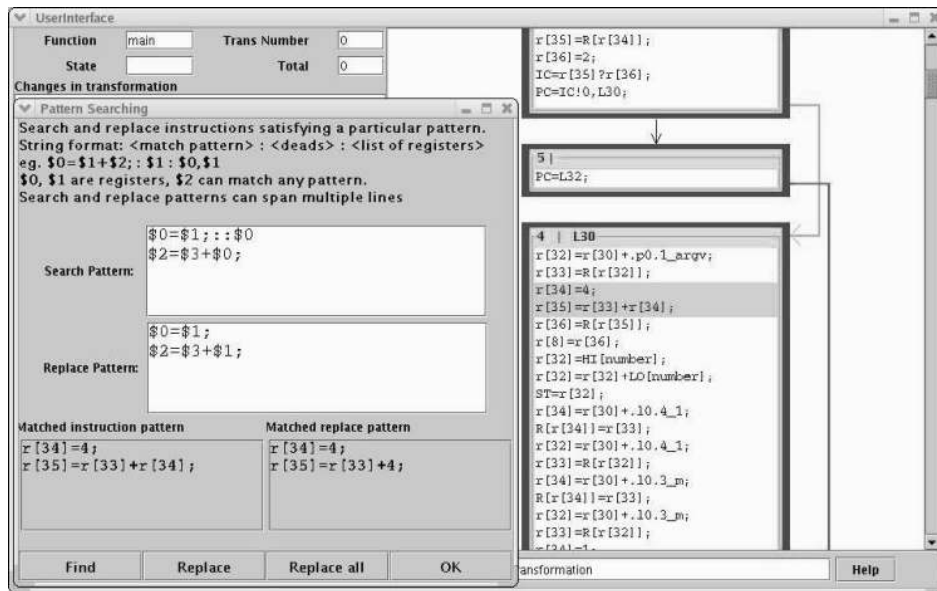 UserInterface
Function main Trans Number 0
State Total 0
Changes in transformation
Pattern Searching
Search and replace instructions satisfying a particular pattern.
String format: <match pattern> : <deads> : <list of registers>
eg. $0=$1+$2; : $1 : $0,$1
$0, $1 are registers, $2 can match any pattern.
Search and replace patterns can span multiple lines
Search Pattern:
$0=$1;::$0
$2=$3+$0;
Replace Pattern:
$0=$1;
$2=$3+$1;
Matched instruction pattern
r[34]=4;
r[35]=r[33]+r[34];
Matched replace pattern
r[34]=4;
r[35]=r[33]+4;
Find Replace Replace all OK
r[35]=R[r[34]];
r[36]=2;
IC=r[35]?r[36];
PC=IC!0,L30;
5 |
PC=L32;
4 | L30
r[32]=r[30]+.p0.1_argv;
r[33]=R[r[32]];
r[34]=4;
r[35]=r[33]+r[34];
r[36]=R[r[35]];
r[8]=r[36];
r[32]=HI[number];
r[32]=r[32]+LO[number];
ST=r[32];
r[34]=r[30]+.10.4_1;
R[r[34]]=r[33];
r[32]=r[30]+.10.4_1;
r[33]=R[r[32]];
r[34]=r[30]+.10.3_m;
R[r[34]]=r[33];
r[32]=r[30]+.10.3_m;
r[33]=R[r[32]];
r[34]=1;
ansformation
Help